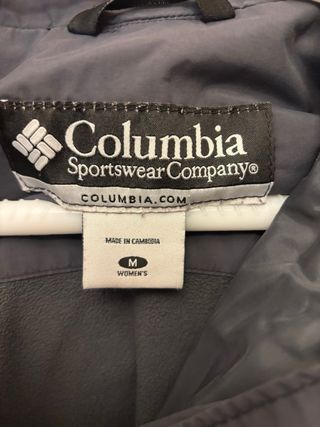 Columbia
Sportswear Company®
COLUMBIA.COM
MADE IN CAMBODIA
M
WOMEN'S